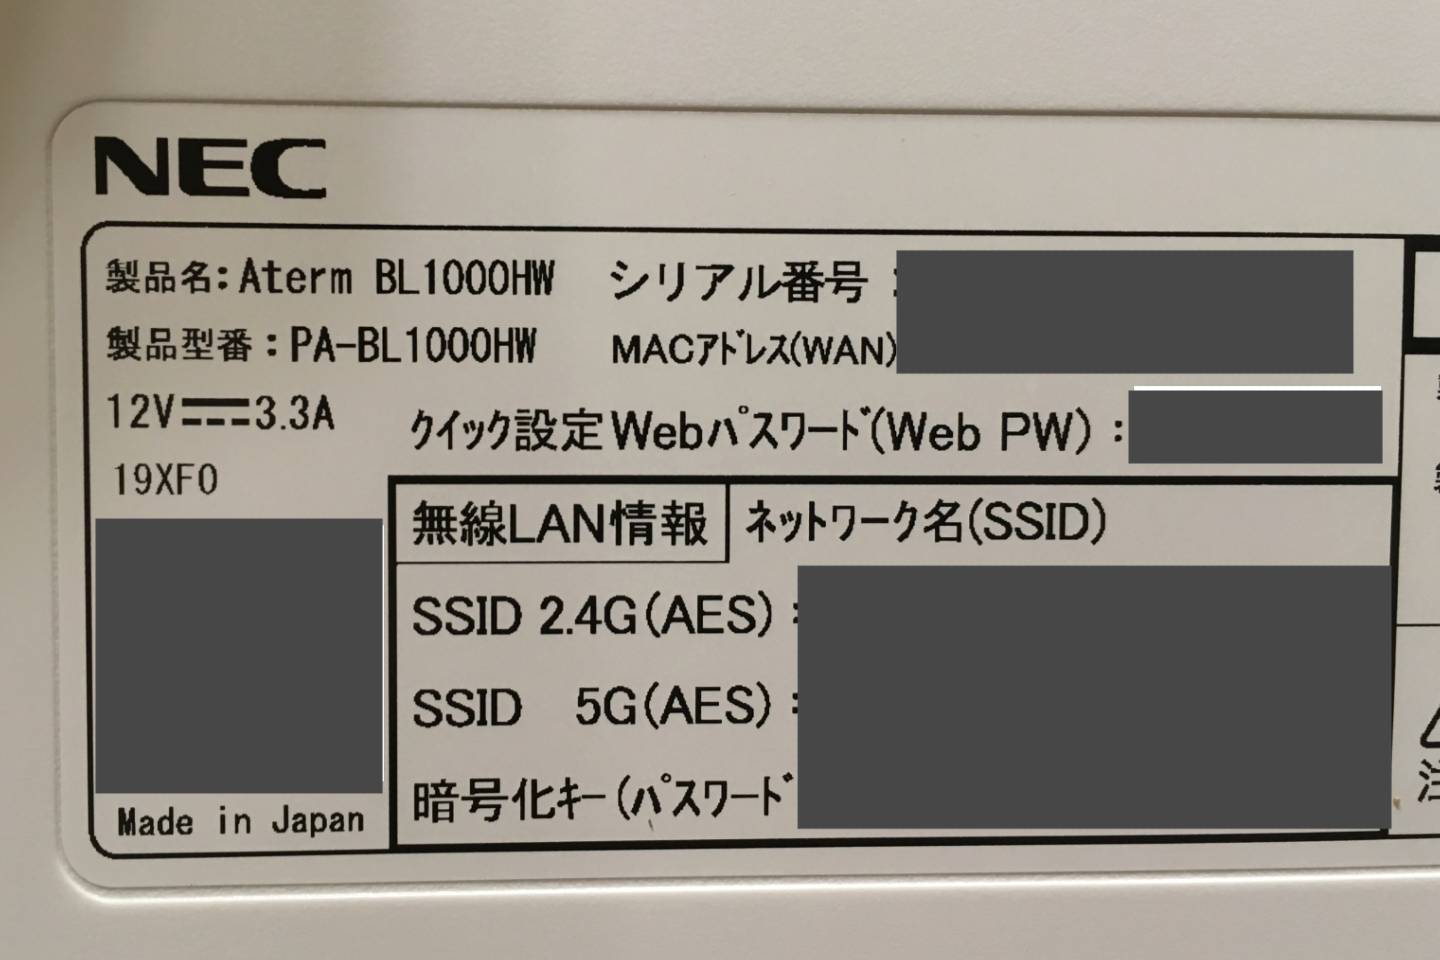 NEC
製品名:Aterm BL1000HW
シリアル番号 :
製品型番:PA-BL1000HW
MACアドレス(WAN)
12V 3.3A
クイック設定Webパスワード(Web PW) :
19XF0
無線LAN情報
ネットワーク名(SSID)
SSID 2.4G(AES) :
SSID 5G(AES) :
暗号化キー(パスワード
Made in Japan
注